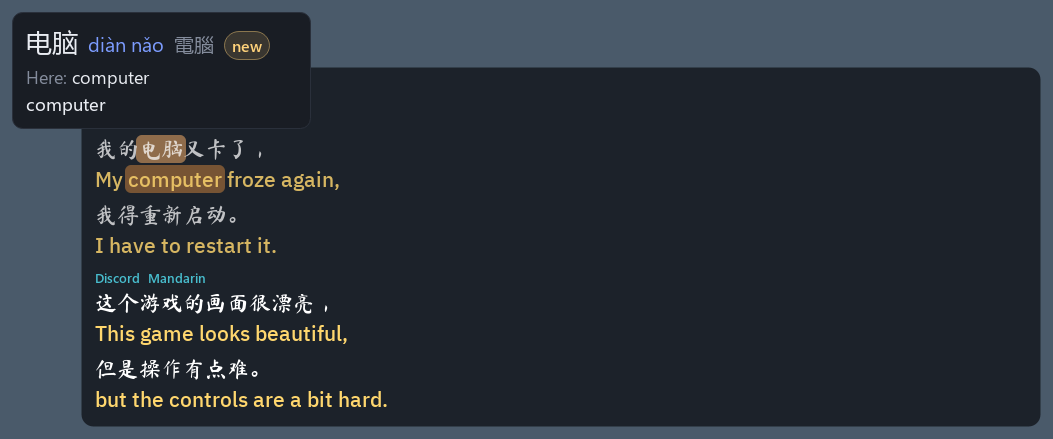 电脑 diàn nǎo 電腦 new
Here: computer
computer
我的电脑又卡了，
My computer froze again,
我得重新启动。
I have to restart it.
Discord Mandarin
这个游戏的画面很漂亮，
This game looks beautiful,
但是操作有点难。
but the controls are a bit hard.